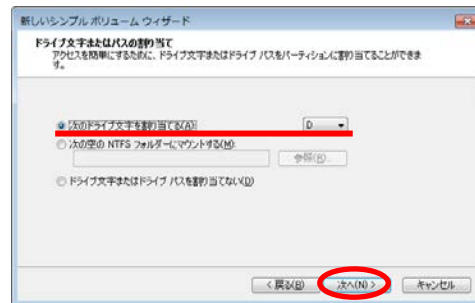 新しいシンプル ボリューム ウィザード
ドライブ文字またはパスの割り当て
アクセスを簡単にするために、ドライブ文字またはドライブ パスをパーティションに割り当てることができま
す。
次のドライブ文字を割り当てる(A): D
次の空の NTFS フォルダーにマウントする(M):
参照(R)...
ドライブ文字またはドライブ パスを割り当てない(D)
< 戻る(B) 次へ(N) > キャンセル